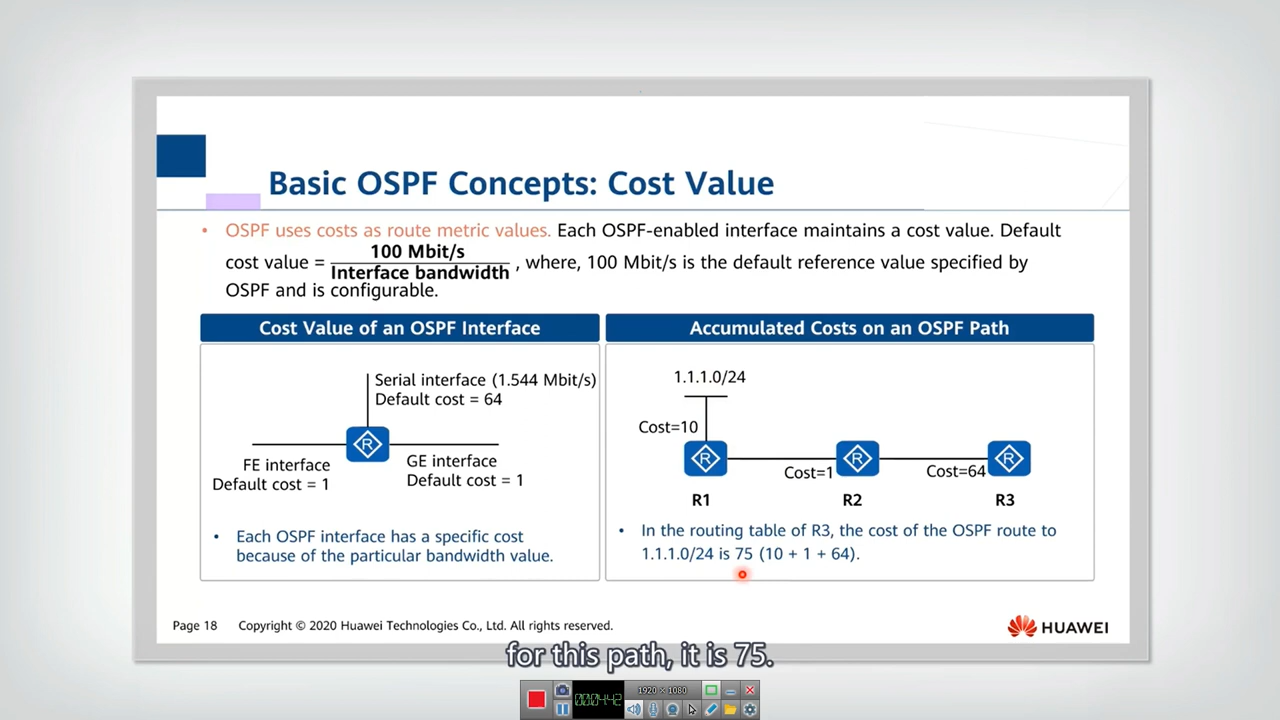 Basic OSPF Concepts: Cost Value
• OSPF uses costs as route metric values. Each OSPF-enabled interface maintains a cost value. Default
cost value = 100 Mbit/s / Interface bandwidth , where, 100 Mbit/s is the default reference value specified by
OSPF and is configurable.
Cost Value of an OSPF Interface
Serial interface (1.544 Mbit/s)
Default cost = 64
R
FE interface
Default cost = 1
GE interface
Default cost = 1
• Each OSPF interface has a specific cost
because of the particular bandwidth value.
Accumulated Costs on an OSPF Path
1.1.1.0/24
Cost=10
R
R
R
Cost=1
Cost=64
R1
R2
R3
• In the routing table of R3, the cost of the OSPF route to
1.1.1.0/24 is 75 (10 + 1 + 64).
Page 18 Copyright © 2020 Huawei Technologies Co., Ltd. All rights reserved.
HUAWEI
for this path, it is 75.
00:04:42
1920 × 1080